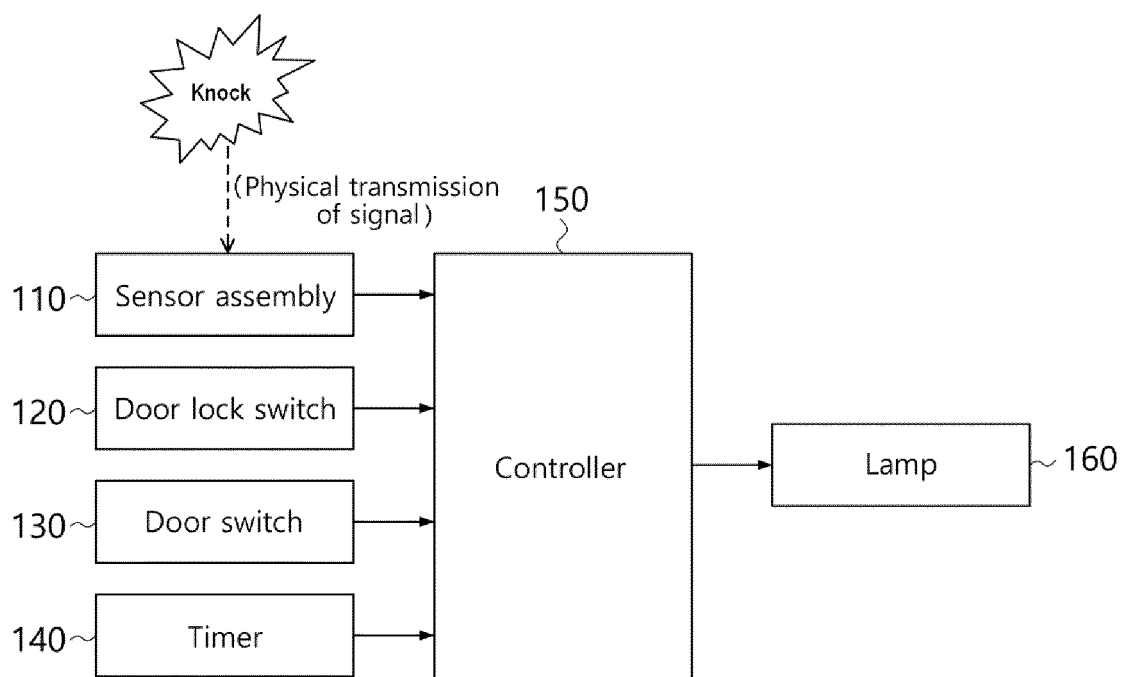 Knock
(Physical transmission
of signal)
150
110
Sensor assembly
120
Door lock switch
Controller
Lamp
160
130
Door switch
140
Timer